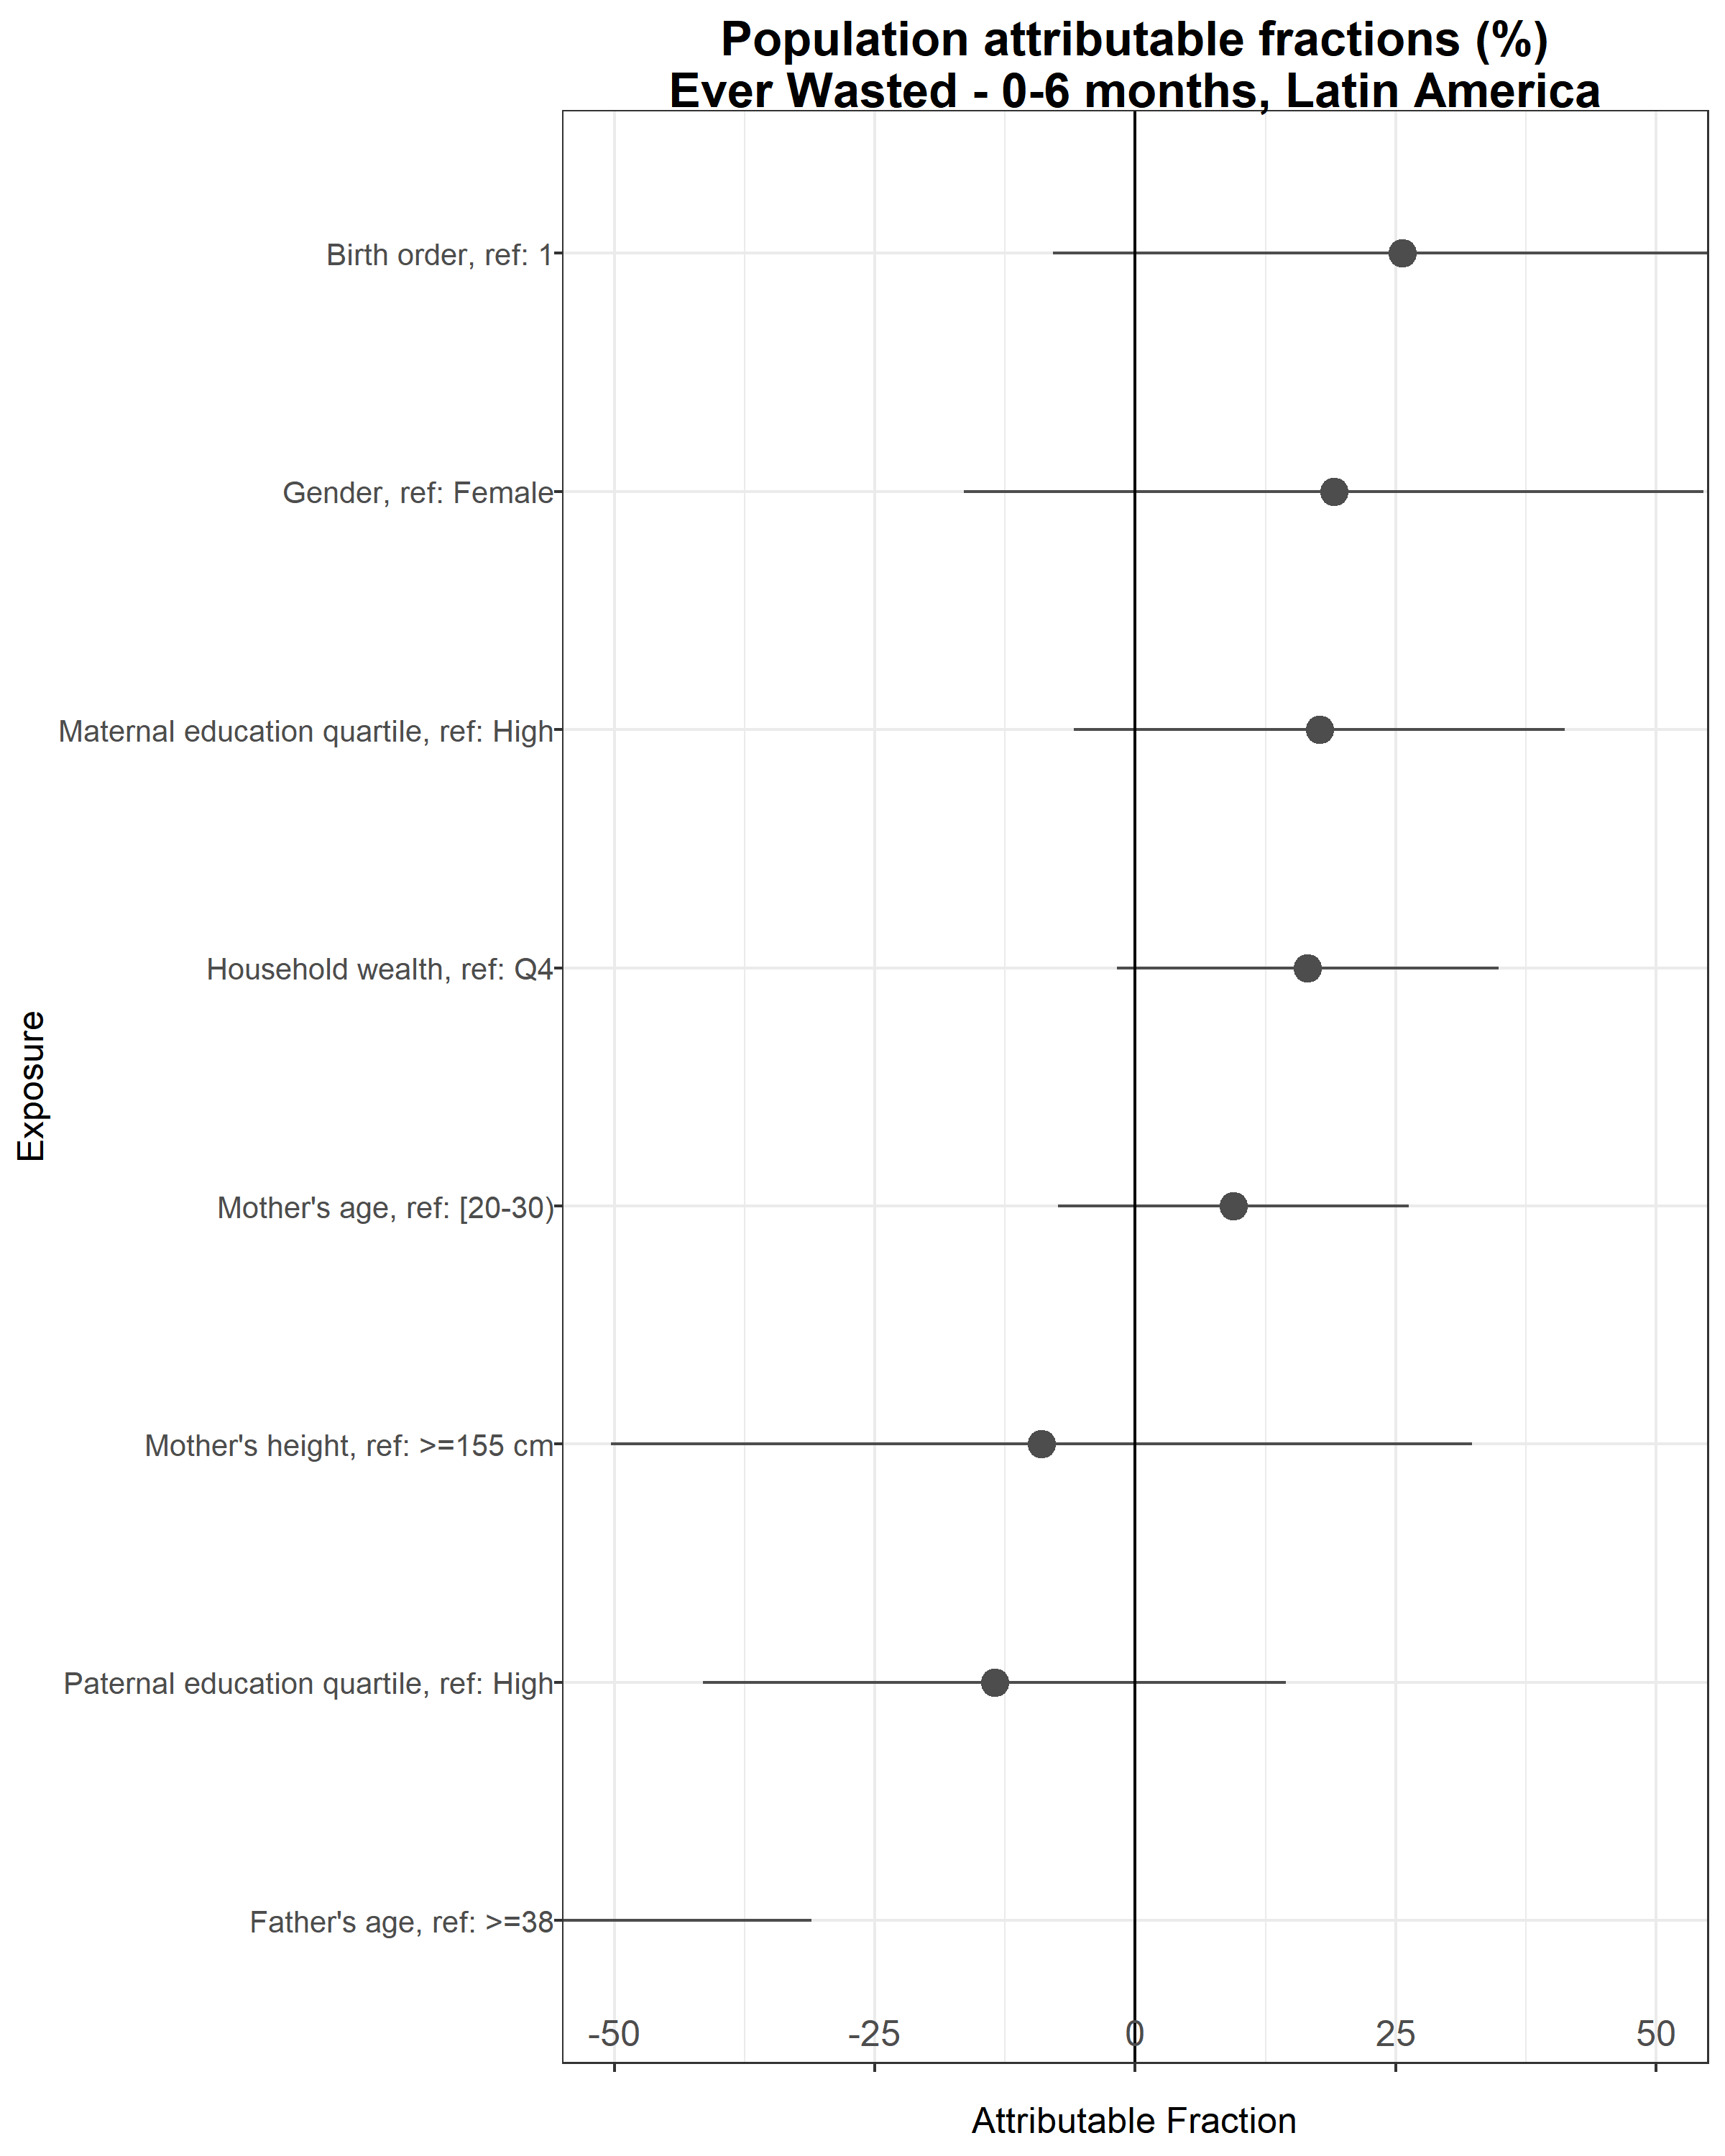 Population attributable fractions (%)
Ever Wasted - 0-6 months, Latin America
Exposure
Birth order, ref: 1
Gender, ref: Female
Maternal education quartile, ref: High
Household wealth, ref: Q4
Mother's age, ref: [20-30)
Mother's height, ref: >=155 cm
Paternal education quartile, ref: High
Father's age, ref: >=38
-50 -25 0 25 50
Attributable Fraction